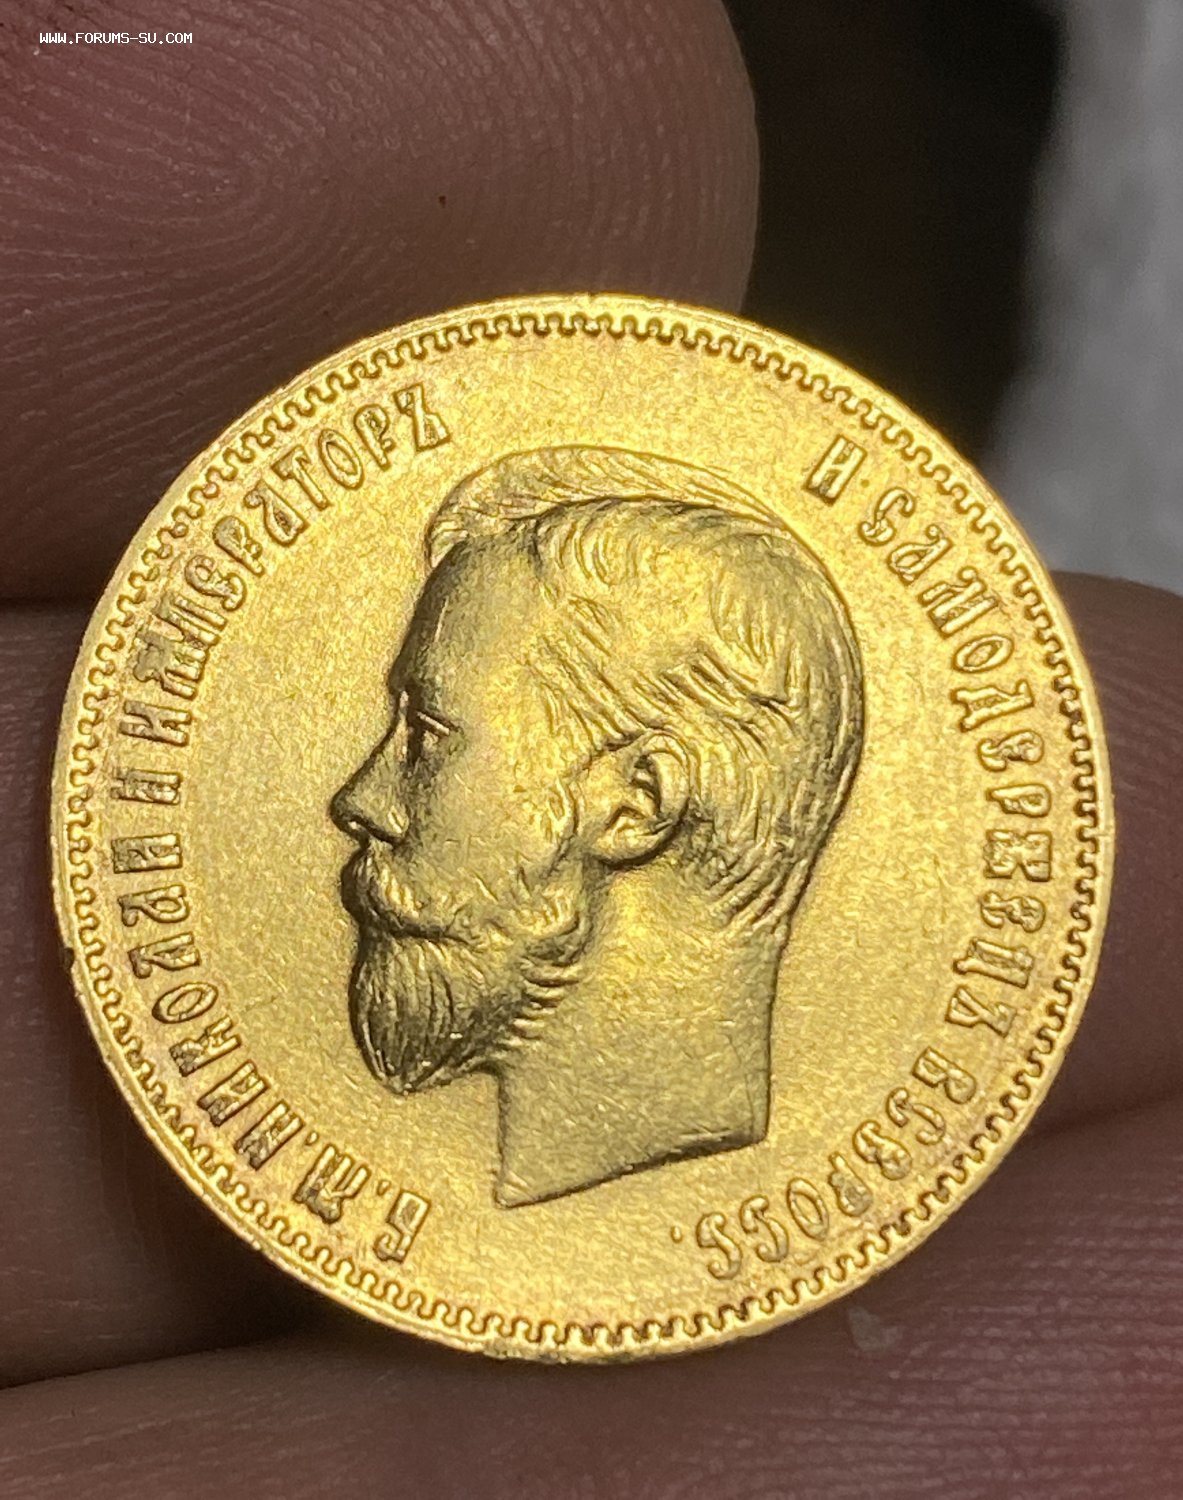 WWW.FORUMS-SU.COM
Б.М.НИКОЛАЙ II ИМПЕРАТОРЪ
И САМОДЕРЖЕЦЪ ВСЕРОСС.